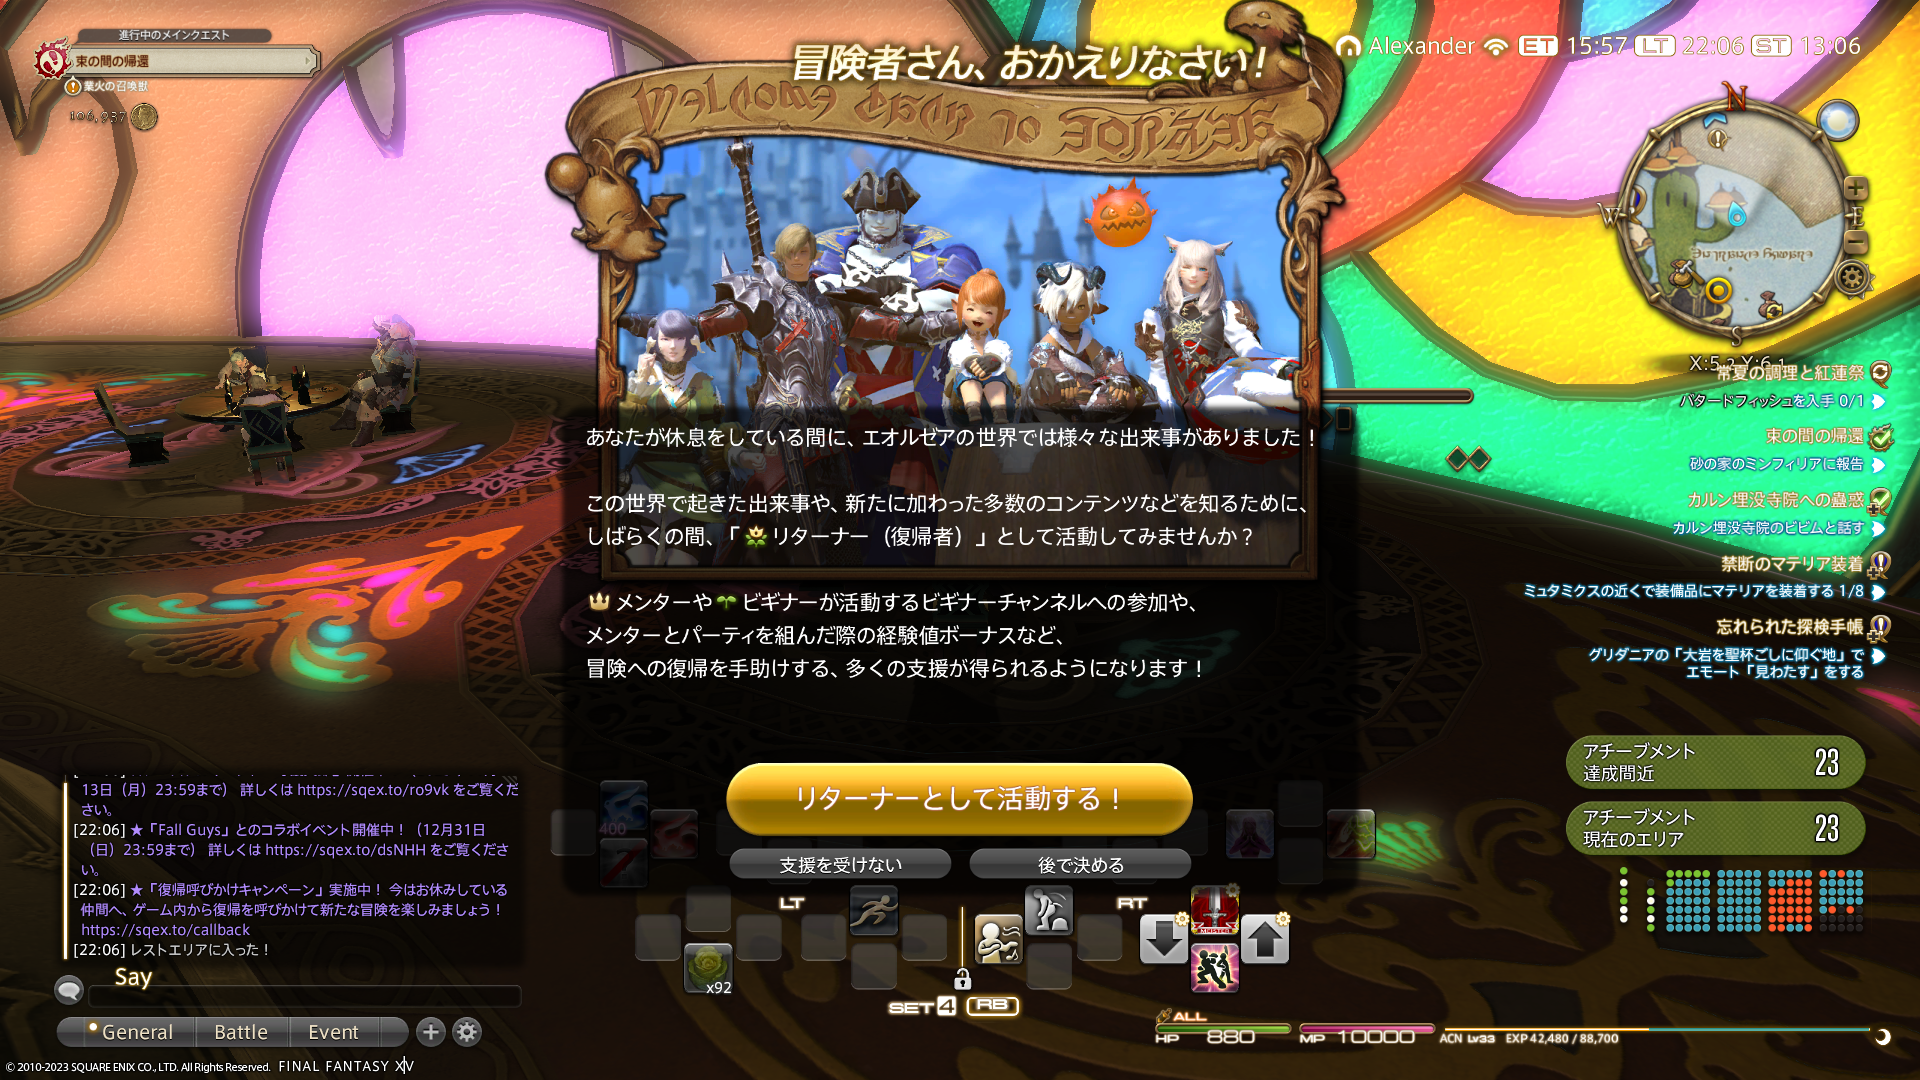 進行中のメインクエスト
束の間の帰還
業火の召喚獣
106,937
冒険者さん、おかえりなさい！
Alexander ET 15:57 LT 22:06 ST 13:06
N
W
E
S
あなたが休息をしている間に、エオルゼアの世界では様々な出来事がありました！
この世界で起きた出来事や、新たに加わった多数のコンテンツなどを知るために、
しばらくの間、「リターナー（復帰者）」として活動してみませんか？
メンターやビギナーが活動するビギナーチャンネルへの参加や、
メンターとパーティを組んだ際の経験値ボーナスなど、
冒険への復帰を手助けする、多くの支援が得られるようになります！
リターナーとして活動する！
支援を受けない
後で決める
常夏の調理と紅蓮祭
バタードフィッシュを入手 0/1
束の間の帰還
砂の家のミンフィリアに報告
カルン埋没寺院への蠱惑
カルン埋没寺院のビビムと話す
禁断のマテリア装着
ミュタミクスの近くで装備品にマテリアを装着する 1/8
忘れられた探検手帳
グリダニアの「大岩を聖杯ごしに仰ぐ地」で
エモート「見わたす」をする
アチーブメント
達成間近
23
アチーブメント
現在のエリア
23
13日（月）23:59まで） 詳しくは https://sqex.to/ro9vk をご覧くだ
さい。
[22:06] ★「Fall Guys」とのコラボイベント開催中！（12月31日
（日）23:59まで） 詳しくは https://sqex.to/dsNHH をご覧くださ
い。
[22:06] ★「復帰呼びかけキャンペーン」実施中！ 今はお休みしている
仲間へ、ゲーム内から復帰を呼びかけて新たな冒険を楽しみましょう！
https://sqex.to/callback
[22:06] レストエリアに入った！
Say
General Battle Event
400
LT
RT
x92
MEISTER
SET 4 RB
ALL
HP 880 MP 10000 ACN Lv33 EXP 42,480 / 88,700
© 2010-2023 SQUARE ENIX CO., LTD. All Rights Reserved. FINAL FANTASY XIV